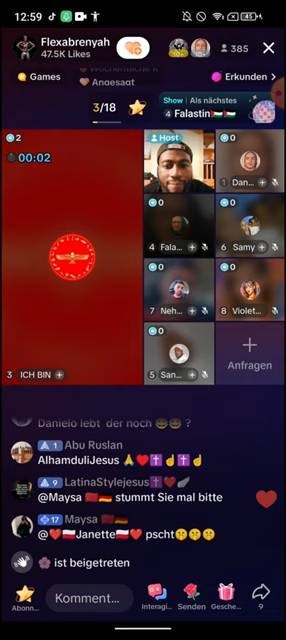 12:59
45
Flexabrenyah
47.5K Likes
385
Games
Wöchentliche R
Angesagt
Erkunden >
3/18
Show | Als nächstes
4 Falastin🇵🇸🇵🇸
2
00:02
Host
0
1 Dan...
0
4 Fala...
0
6 Samy
0
7 Neh...
0
8 Violet...
3 ICH BIN
0
5 San...
Anfragen
Danielo lebt der noch 😂😂 ?
1 Abu Ruslan
AlhamduliJesus 🙏❤️✝️☝️✝️☝️
9 LatinaStylejesus✝️❤️🪽
@Maysa 🇲🇦🇩🇪 stummt Sie mal bitte
17 Maysa 🇲🇦🇩🇪
@❤️🇵🇱Janette🇵🇱❤️ pscht🤫🤫🤫
🌸 ist beigetreten
Abonn...
Komment...
Interagi...
Senden
Gesche...
9